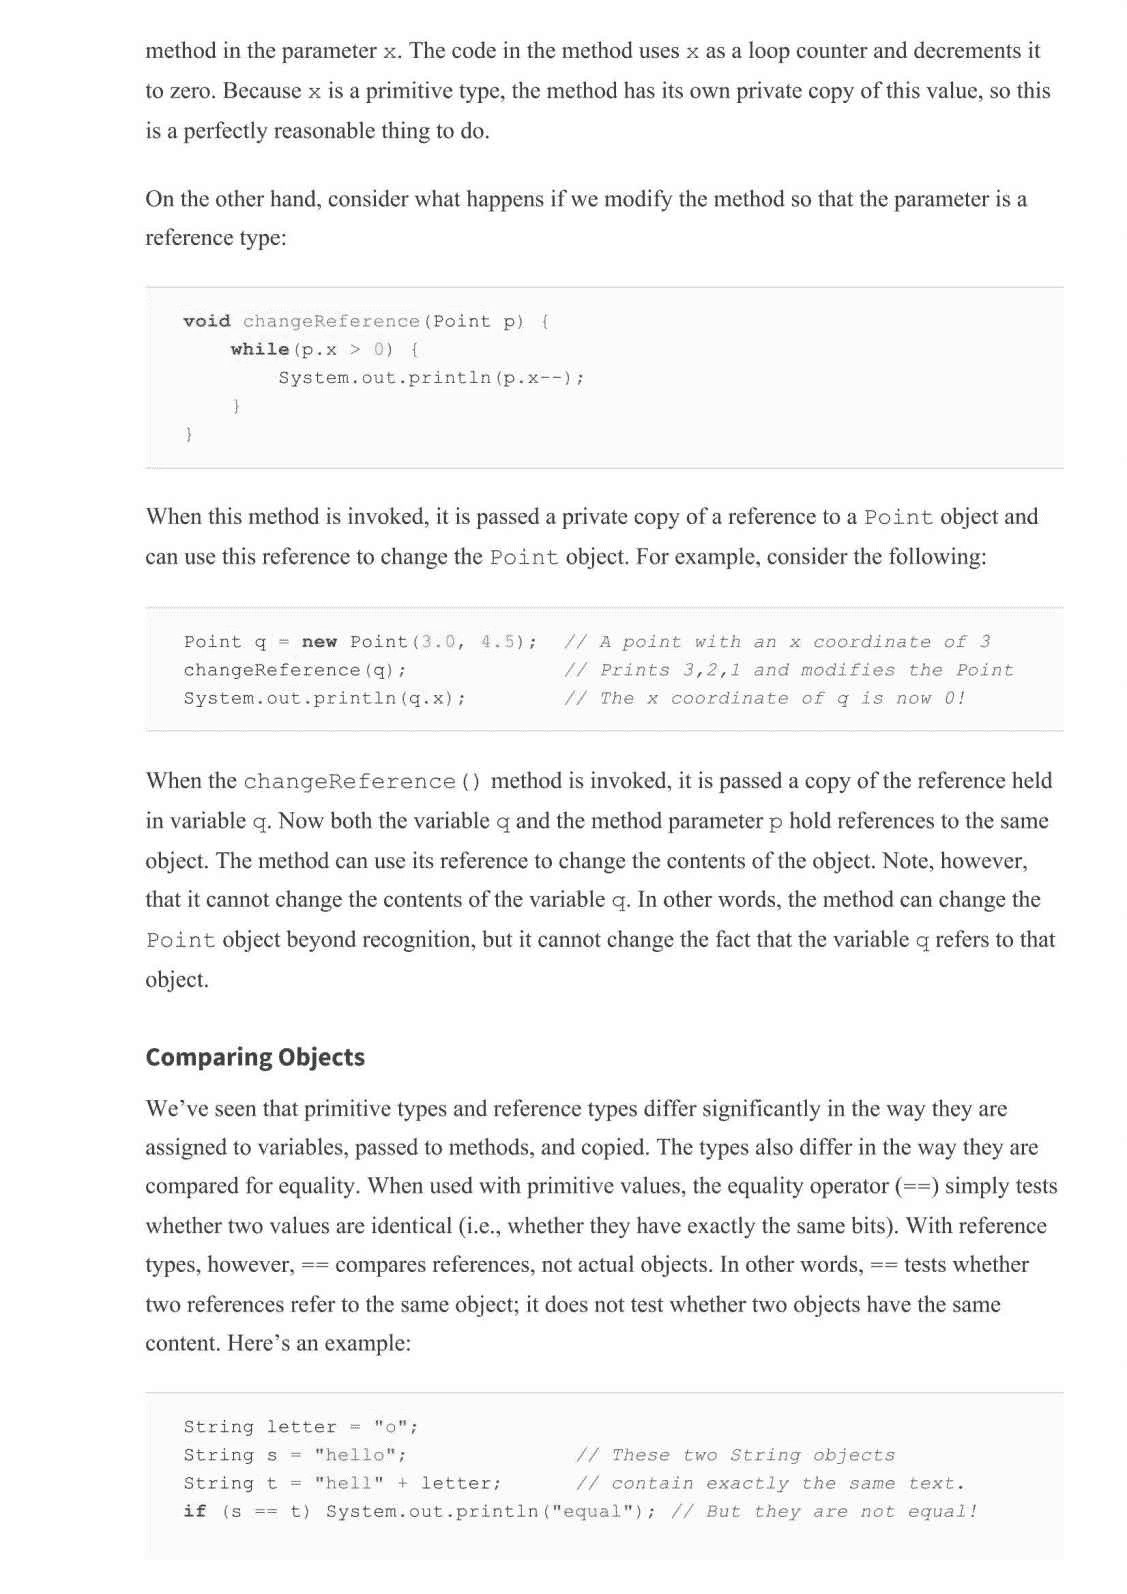 method in the parameter x. The code in the method uses x as a loop counter and decrements it
to zero. Because x is a primitive type, the method has its own private copy of this value, so this
is a perfectly reasonable thing to do.
On the other hand, consider what happens if we modify the method so that the parameter is a
reference type:
void changeReference(Point p) {
    while(p.x > 0) {
        System.out.println(p.x--);
    }
}
When this method is invoked, it is passed a private copy of a reference to a Point object and
can use this reference to change the Point object. For example, consider the following:
Point q = new Point(3.0, 4.5);  // A point with an x coordinate of 3
changeReference(q);             // Prints 3,2,1 and modifies the Point
System.out.println(q.x);        // The x coordinate of q is now 0!
When the changeReference() method is invoked, it is passed a copy of the reference held
in variable q. Now both the variable q and the method parameter p hold references to the same
object. The method can use its reference to change the contents of the object. Note, however,
that it cannot change the contents of the variable q. In other words, the method can change the
Point object beyond recognition, but it cannot change the fact that the variable q refers to that
object.
Comparing Objects
We’ve seen that primitive types and reference types differ significantly in the way they are
assigned to variables, passed to methods, and copied. The types also differ in the way they are
compared for equality. When used with primitive values, the equality operator (==) simply tests
whether two values are identical (i.e., whether they have exactly the same bits). With reference
types, however, == compares references, not actual objects. In other words, == tests whether
two references refer to the same object; it does not test whether two objects have the same
content. Here’s an example:
String letter = "o";
String s = "hello";              // These two String objects
String t = "hell" + letter;      // contain exactly the same text.
if (s == t) System.out.println("equal"); // But they are not equal!